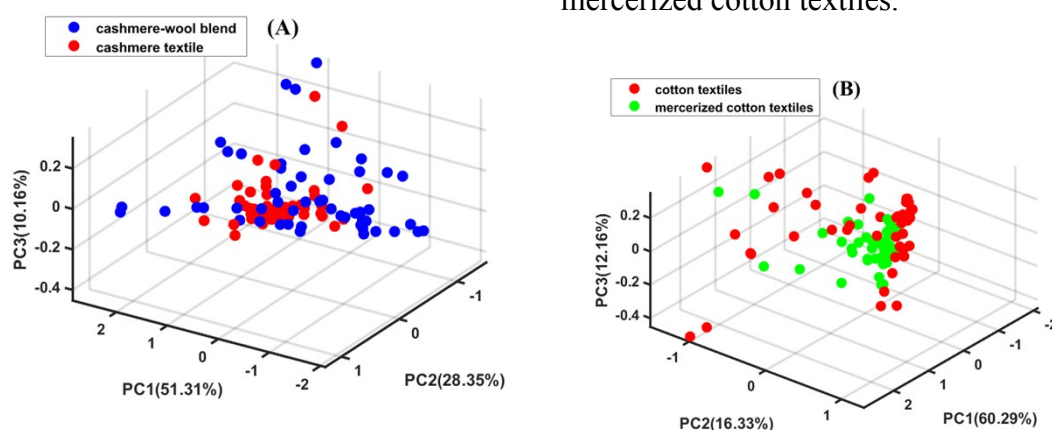 mercerized cotton textiles.
cashmere-wool blend
cashmere textile
(A)
0.2
0
-0.2
-0.4
PC3(10.16%)
2
1
0
-1
-2
PC1(51.31%)
-1
0
1
PC2(28.35%)
cotton textiles
mercerized cotton textiles
(B)
0.2
0
-0.2
-0.4
PC3(12.16%)
-1
0
1
PC2(16.33%)
-2
-1
0
1
2
PC1(60.29%)